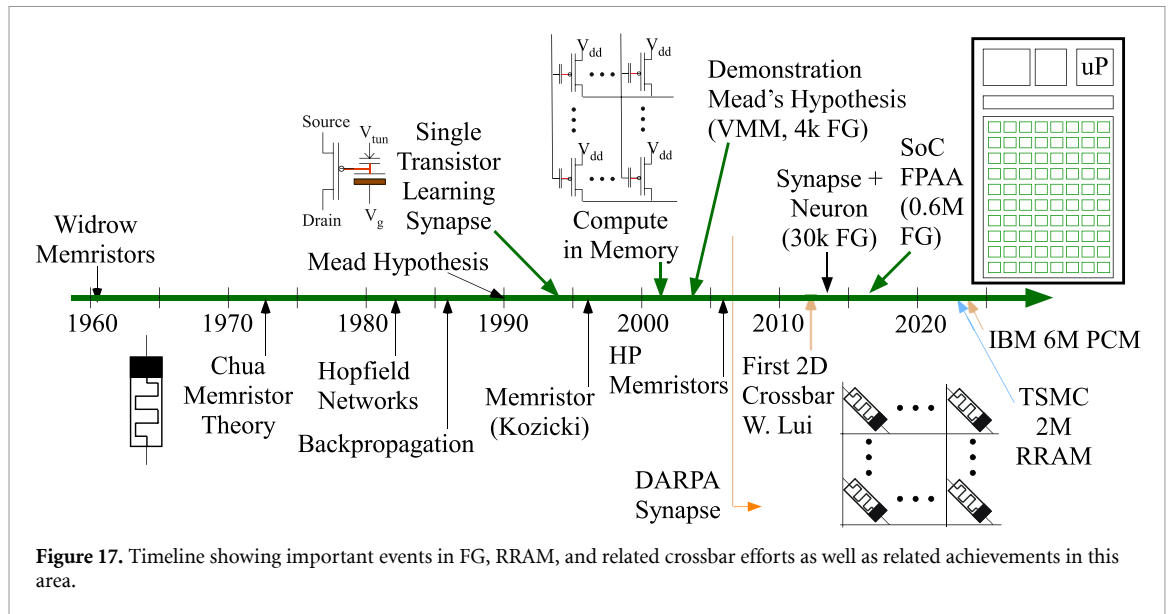 Source
V_tun
Drain
V_g
Single
Transistor
Learning
Synapse
V_dd
V_dd
V_dd
V_dd
Compute
in Memory
Demonstration
Mead's Hypothesis
(VMM, 4k FG)
Synapse +
Neuron
(30k FG)
SoC
FPAA
(0.6M
FG)
uP
Widrow
Memristors
Mead Hypothesis
1960
1970
1980
1990
2000
2010
2020
Chua
Memristor
Theory
Hopfield
Networks
Backpropagation
Memristor
(Kozicki)
HP
Memristors
First 2D
Crossbar
W. Lui
DARPA
Synapse
IBM 6M PCM
TSMC
2M
RRAM
Figure 17. Timeline showing important events in FG, RRAM, and related crossbar efforts as well as related achievements in this
area.